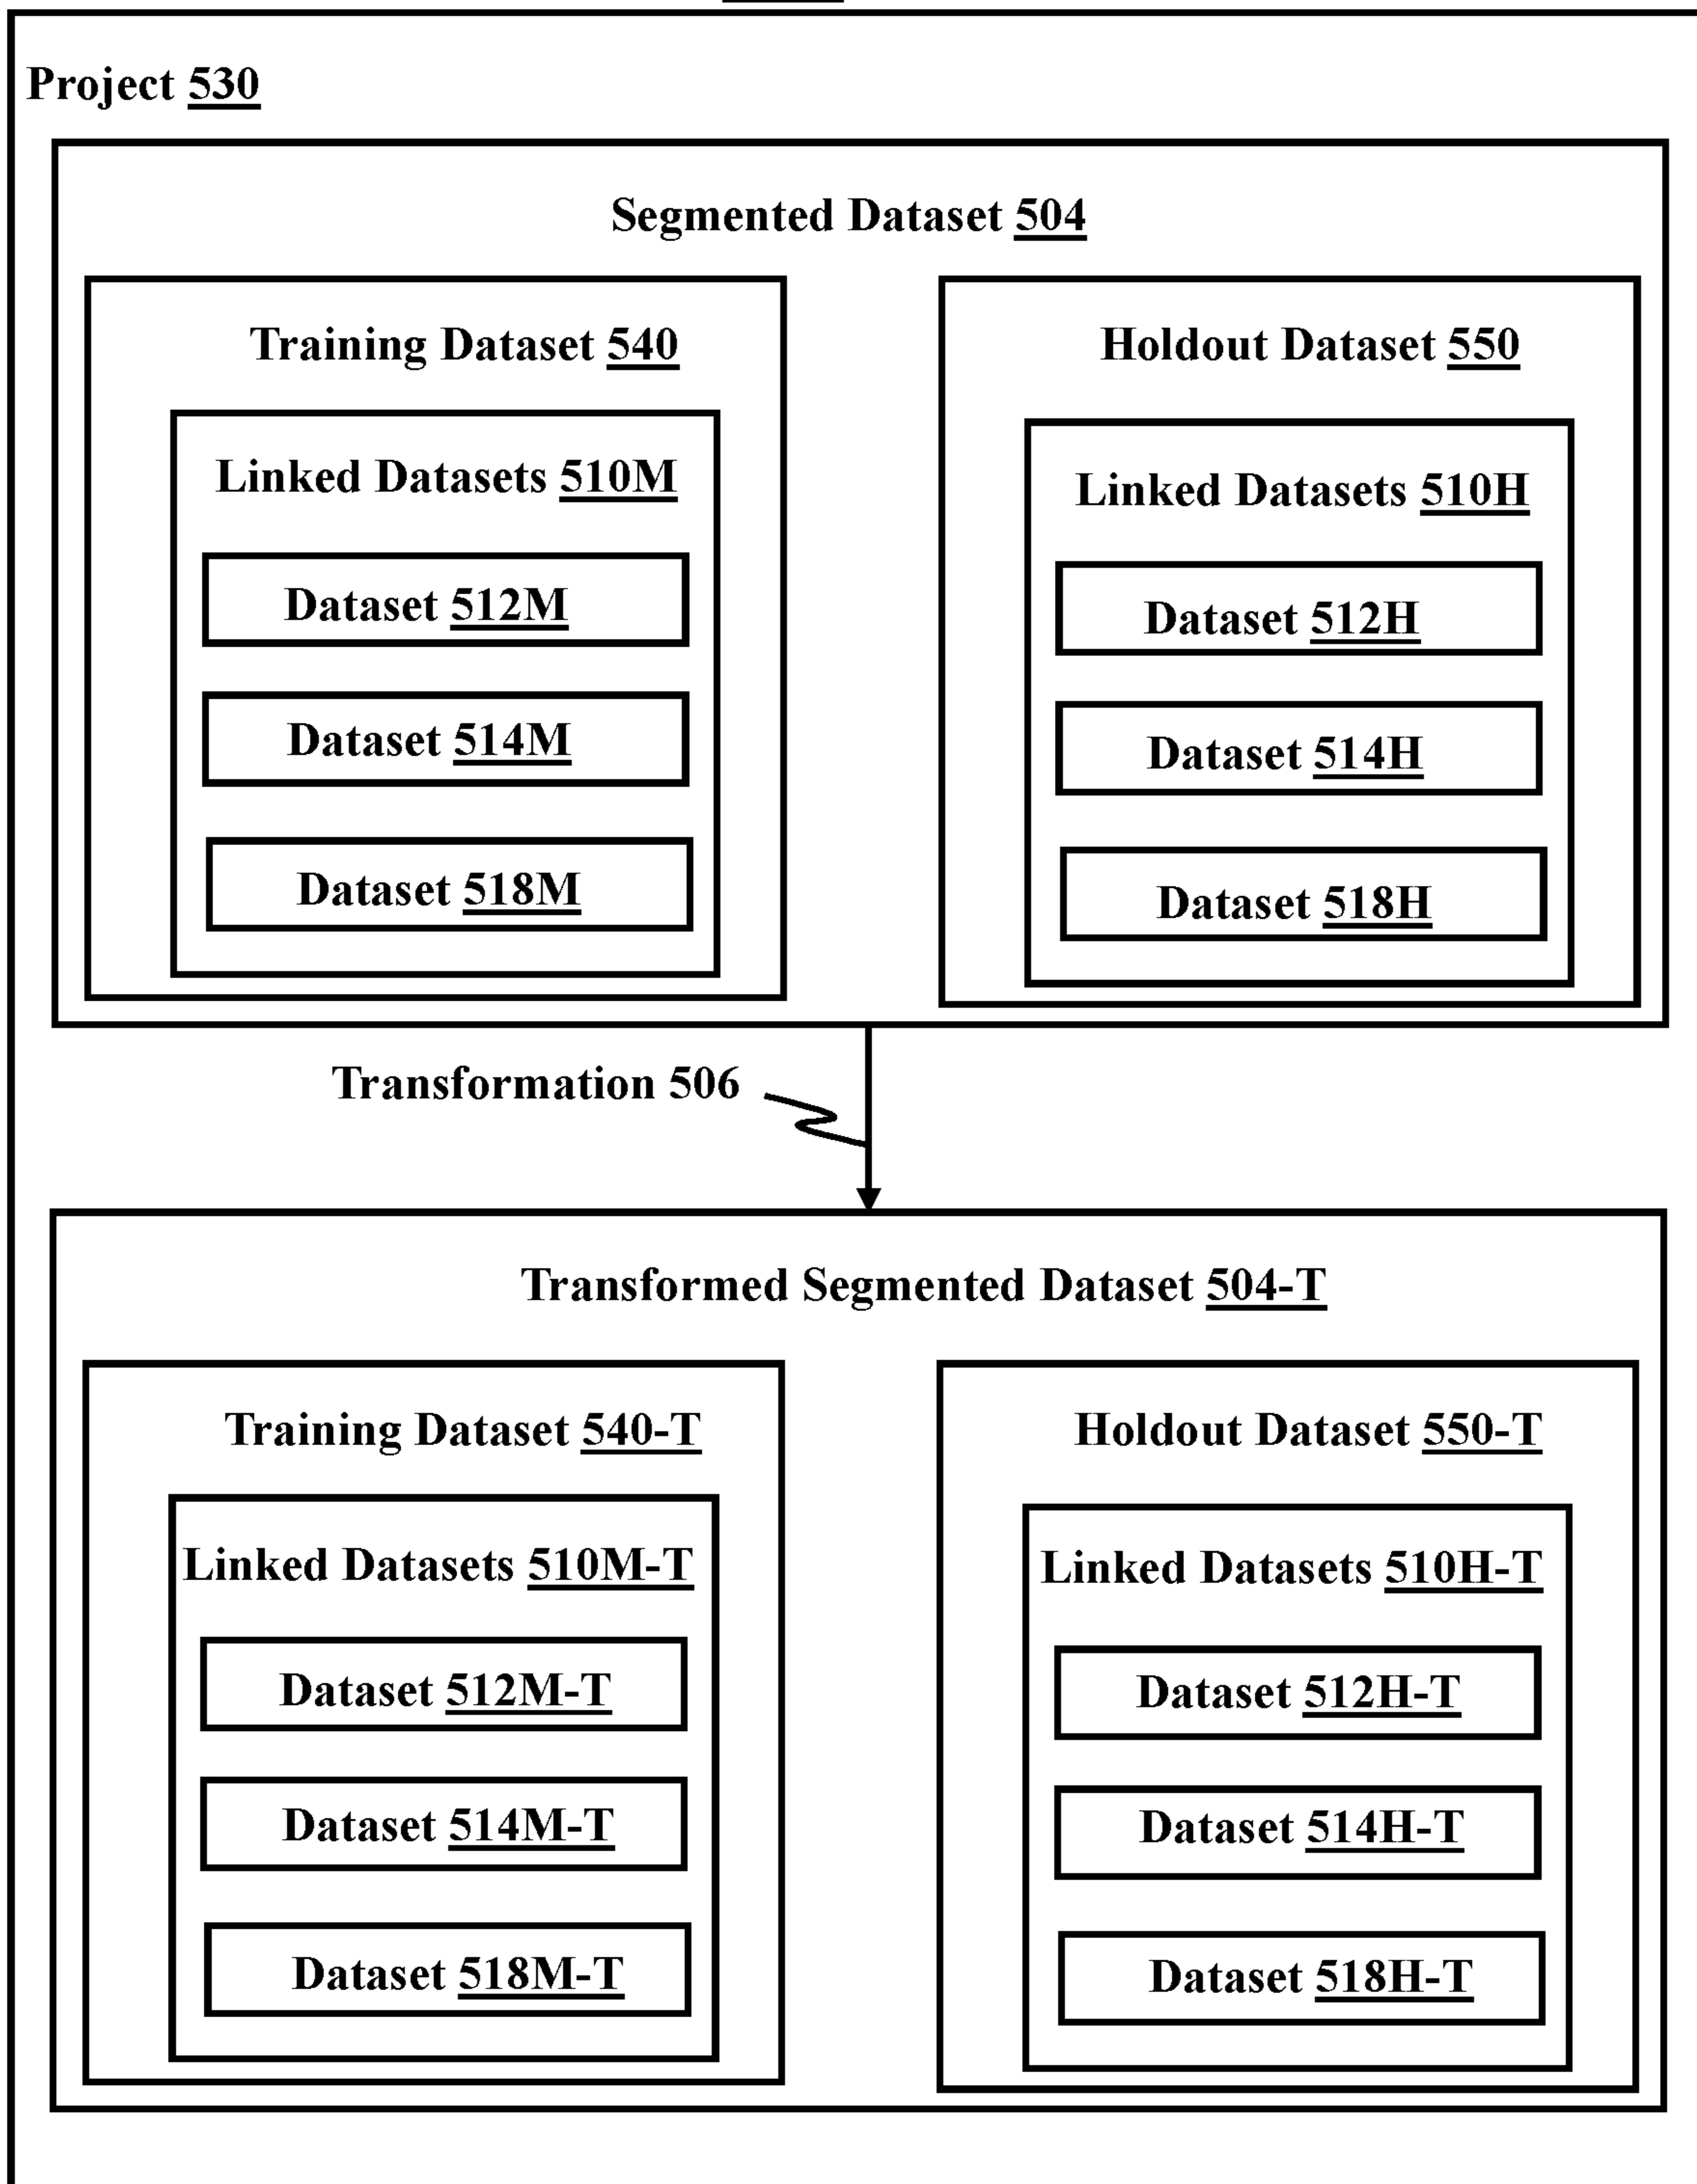 Project 530
Segmented Dataset 504
Training Dataset 540
Linked Datasets 510M
Dataset 512M
Dataset 514M
Dataset 518M
Holdout Dataset 550
Linked Datasets 510H
Dataset 512H
Dataset 514H
Dataset 518H
Transformation 506
Transformed Segmented Dataset 504-T
Training Dataset 540-T
Linked Datasets 510M-T
Dataset 512M-T
Dataset 514M-T
Dataset 518M-T
Holdout Dataset 550-T
Linked Datasets 510H-T
Dataset 512H-T
Dataset 514H-T
Dataset 518H-T